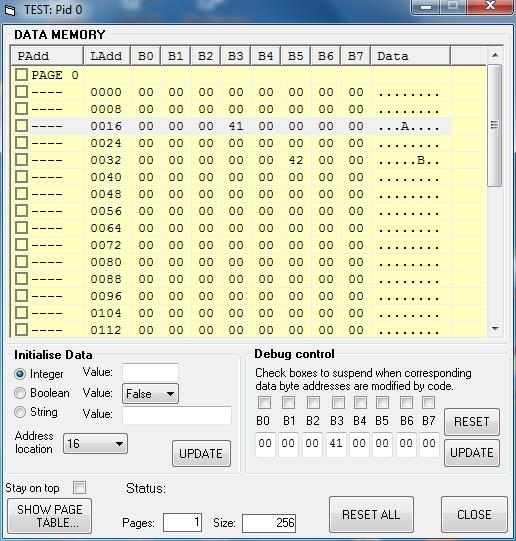 TEST: Pid 0
DATA MEMORY
PAdd LAdd B0 B1 B2 B3 B4 B5 B6 B7 Data
PAGE 0
---- 0000 00 00 00 00 00 00 00 00 ........
---- 0008 00 00 00 00 00 00 00 00 ........
---- 0016 00 00 00 41 00 00 00 00 ...A....
---- 0024 00 00 00 00 00 00 00 00 ........
---- 0032 00 00 00 00 00 42 00 00 .....B..
---- 0040 00 00 00 00 00 00 00 00 ........
---- 0048 00 00 00 00 00 00 00 00 ........
---- 0056 00 00 00 00 00 00 00 00 ........
---- 0064 00 00 00 00 00 00 00 00 ........
---- 0072 00 00 00 00 00 00 00 00 ........
---- 0080 00 00 00 00 00 00 00 00 ........
---- 0088 00 00 00 00 00 00 00 00 ........
---- 0096 00 00 00 00 00 00 00 00 ........
---- 0104 00 00 00 00 00 00 00 00 ........
---- 0112 00 00 00 00 00 00 00 00 ........
Initialise Data
Integer Value:
Boolean Value: False
String Value:
Address location 16
UPDATE
Debug control
Check boxes to suspend when corresponding
data byte addresses are modified by code.
B0 B1 B2 B3 B4 B5 B6 B7 RESET
00 00 00 41 00 00 00 00 UPDATE
Stay on top Status:
SHOW PAGE
TABLE...
Pages: 1 Size: 256
RESET ALL
CLOSE